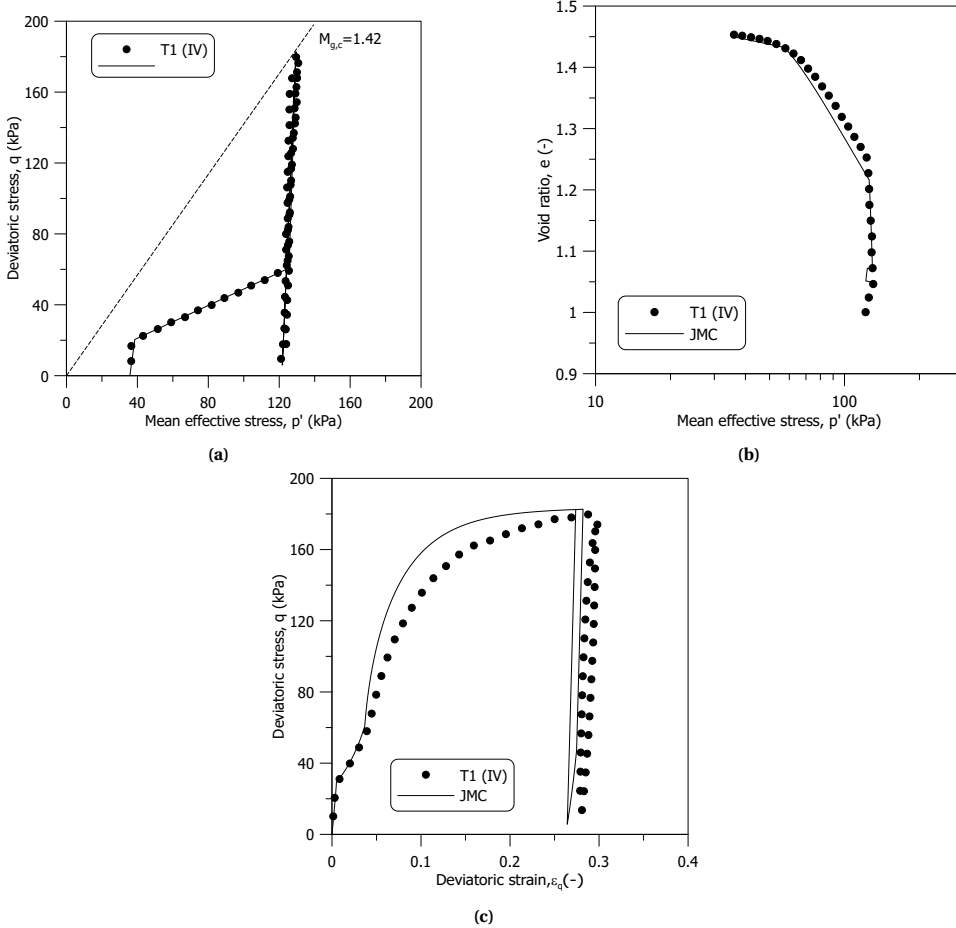 200
160
120
80
40
0
0
40
80
120
160
200
Deviatoric stress, q (kPa)
Mean effective stress, p' (kPa)
T1 (IV)
M_g,c=1.42
(a)
1.5
1.4
1.3
1.2
1.1
1
0.9
10
100
Void ratio, e (-)
Mean effective stress, p' (kPa)
T1 (IV)
JMC
(b)
200
160
120
80
40
0
0
0.1
0.2
0.3
0.4
Deviatoric stress, q (kPa)
Deviatoric strain,ε_q(-)
T1 (IV)
JMC
(c)